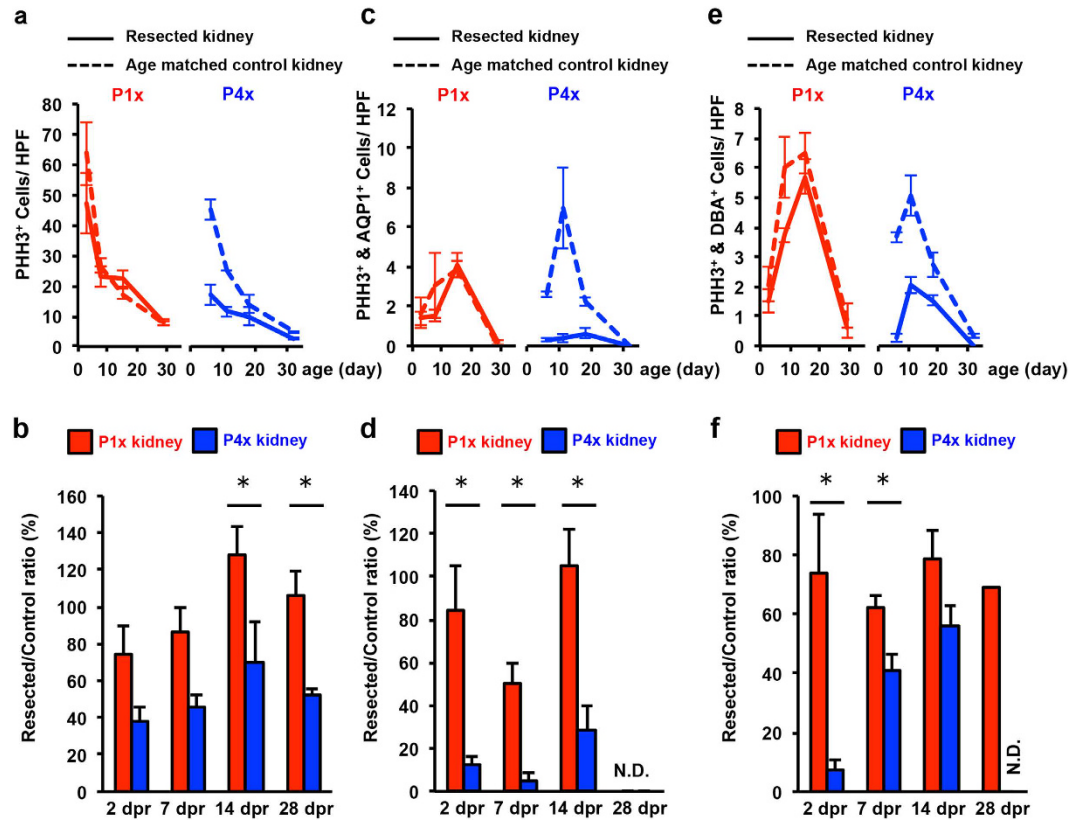 a
Resected kidney
Age matched control kidney
P1x
P4x
PHH3⁺ Cells/ HPF
80
70
60
50
40
30
20
10
0
0 10 20 30
0 10 20 30
age (day)
c
Resected kidney
Age matched control kidney
P1x
P4x
PHH3⁺ & AQP1⁺ Cells/ HPF
12
10
8
6
4
2
0
0 10 20 30
0 10 20 30
age (day)
e
Resected kidney
Age matched control kidney
P1x
P4x
PHH3⁺ & DBA⁺ Cells/ HPF
8
7
6
5
4
3
2
1
0
0 10 20 30
0 10 20 30
age (day)
b
P1x kidney
P4x kidney
Resected/Control ratio (%)
160
140
120
100
80
60
40
20
0
* *
2 dpr 7 dpr 14 dpr 28 dpr
d
P1x kidney
P4x kidney
Resected/Control ratio (%)
140
120
100
80
60
40
20
0
* * *
N.D.
2 dpr 7 dpr 14 dpr 28 dpr
f
P1x kidney
P4x kidney
Resected/Control ratio (%)
100
80
60
40
20
0
* *
N.D.
2 dpr 7 dpr 14 dpr 28 dpr